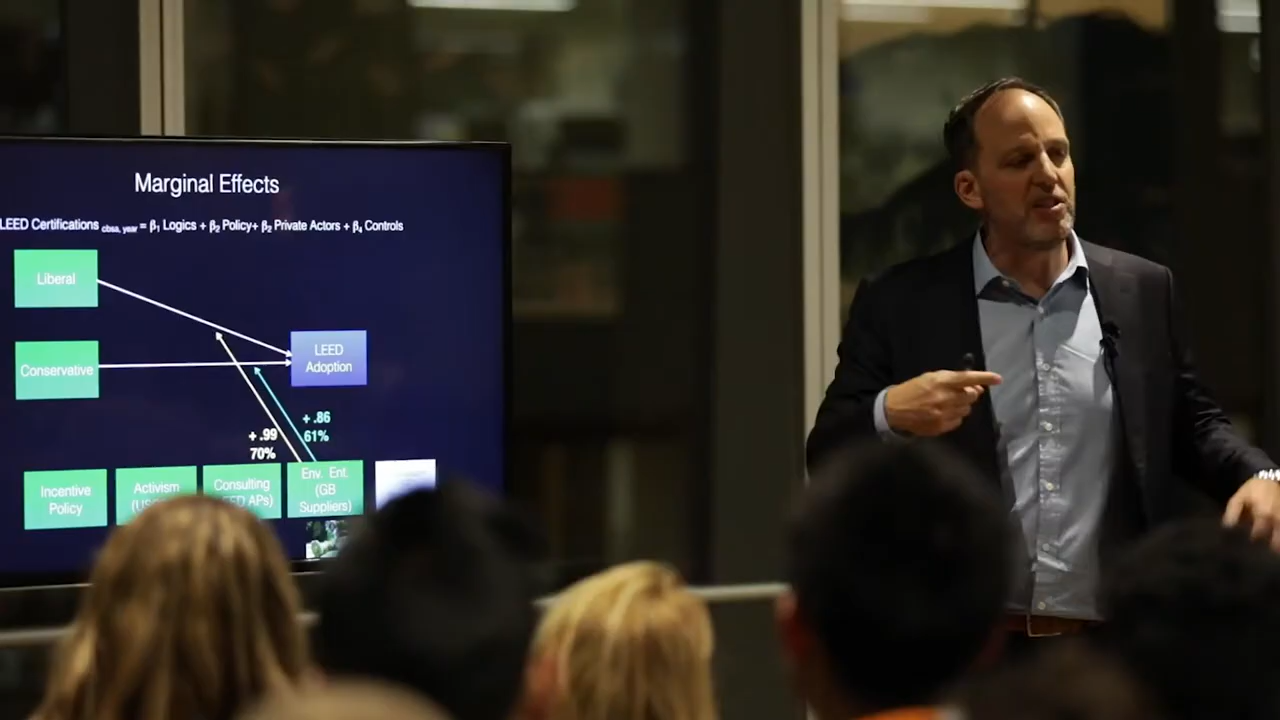 Marginal Effects
LEED Certifications cbsa, year = β1 Logics + β2 Policy+ β2 Private Actors + β4 Controls
Liberal
Conservative
LEED
Adoption
+ .86
61%
+ .99
70%
Incentive
Policy
Activism
Consulting
Env. Ent.
(GB
Suppliers)